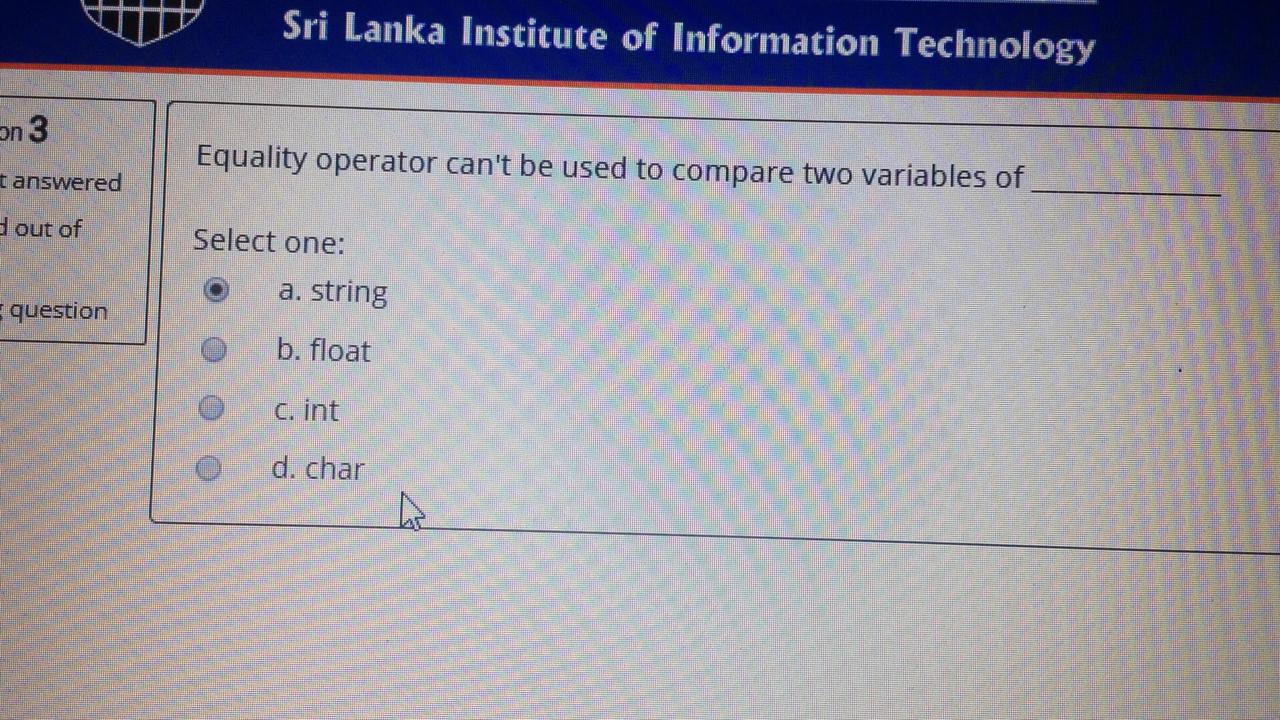 Sri Lanka Institute of Information Technology
on 3
t answered
d out of
question
Equality operator can't be used to compare two variables of ____________
Select one:
a. string
b. float
c. int
d. char